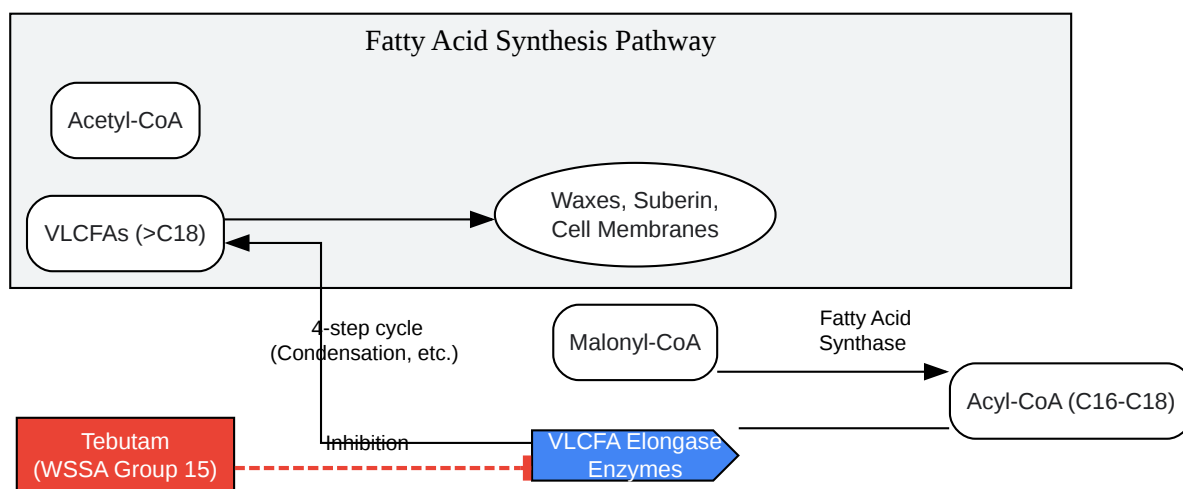 Fatty Acid Synthesis Pathway
Acetyl-CoA
VLCFAs (>C18)
Waxes, Suberin,
Cell Membranes
4-step cycle
(Condensation, etc.)
Malonyl-CoA
Fatty Acid
Synthase
Acyl-CoA (C16-C18)
Tebutam
(WSSA Group 15)
Inhibition
VLCFA Elongase
Enzymes